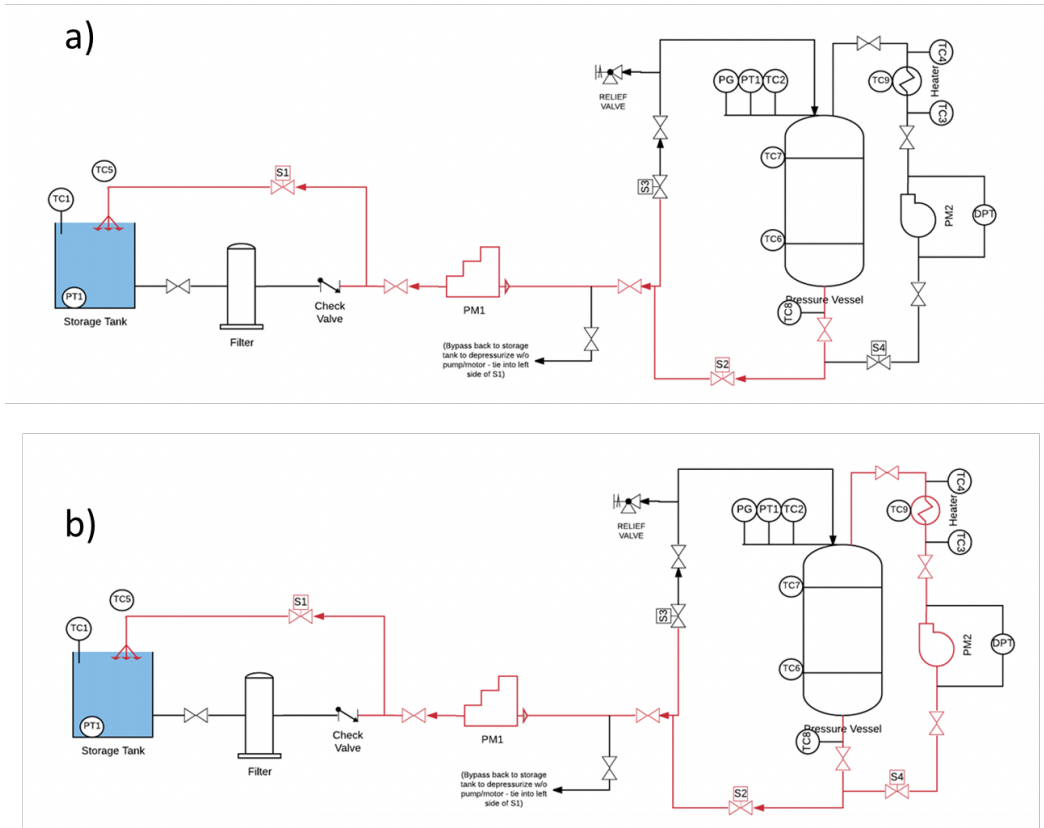 a)
TC4
Heater
TC9
TC3
RELIEF
VALVE
PG PT1 TC2
TC7
TC5
S1
S3
TC1
PM2
DPT
TC6
PT1
Storage Tank
Filter
Check
Valve
PM1
Pressure Vessel
TC8
(Bypass back to storage
tank to depressurize w/o
pump/motor - tie into left
side of S1)
S2
S4
b)
TC4
Heater
TC9
TC3
RELIEF
VALVE
PG PT1 TC2
TC7
TC5
S1
S3
TC1
PM2
DPT
TC6
PT1
Storage Tank
Filter
Check
Valve
PM1
Pressure Vessel
TC8
(Bypass back to storage
tank to depressurize w/o
pump/motor - tie into left
side of S1)
S2
S4